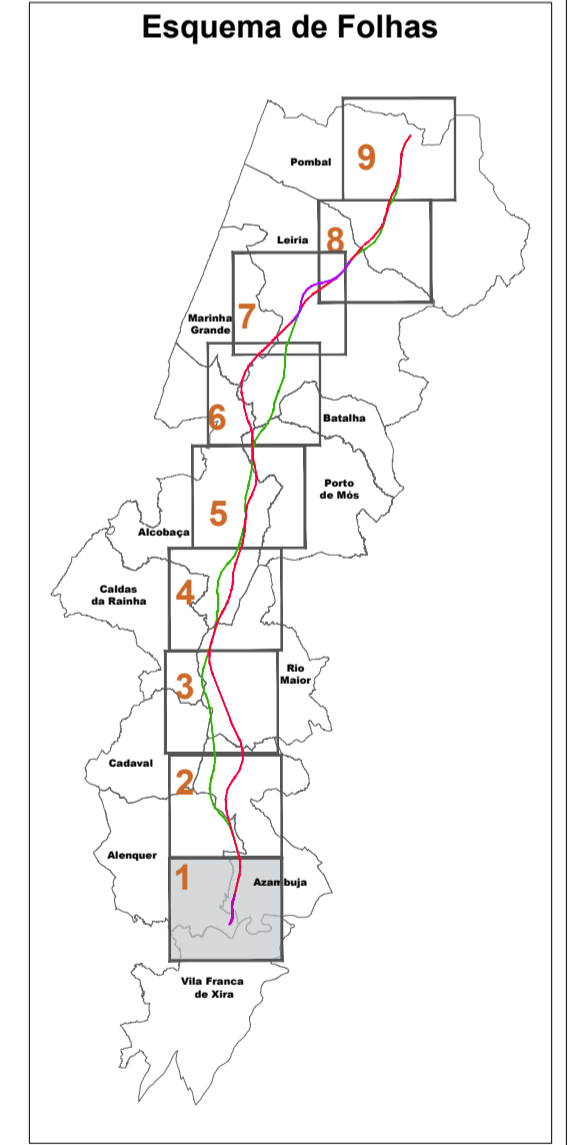 Esquema de Folhas
9
Pombal
8
Leiria
7
Marinha
Grande
6
Batalha
Porto
de Mós
5
Alcobaça
4
Caldas
da Rainha
Rio
Maior
3
Cadaval
2
Alenquer
1
Azambuja
Vila Franca
de Xira